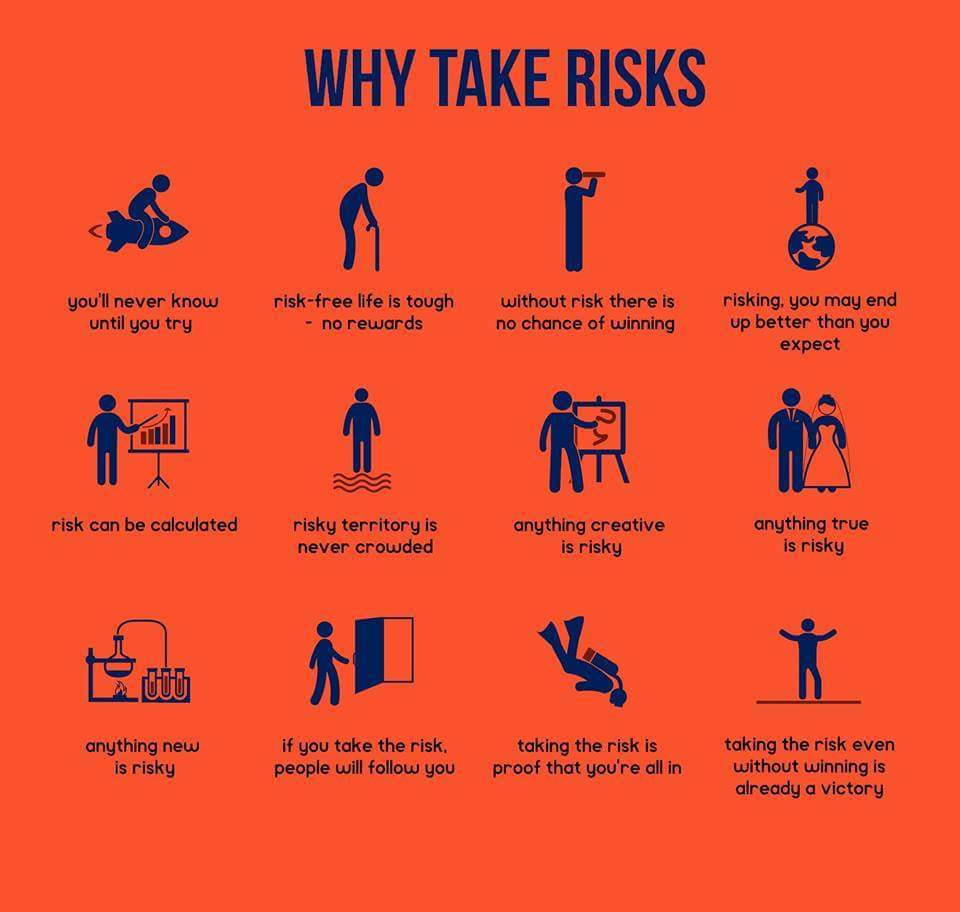 WHY TAKE RISKS
you'll never know
until you try
risk-free life is tough
- no rewards
without risk there is
no chance of winning
risking, you may end
up better than you
expect
risk can be calculated
risky territory is
never crowded
anything creative
is risky
anything true
is risky
anything new
is risky
if you take the risk,
people will follow you
taking the risk is
proof that you're all in
taking the risk even
without winning is
already a victory